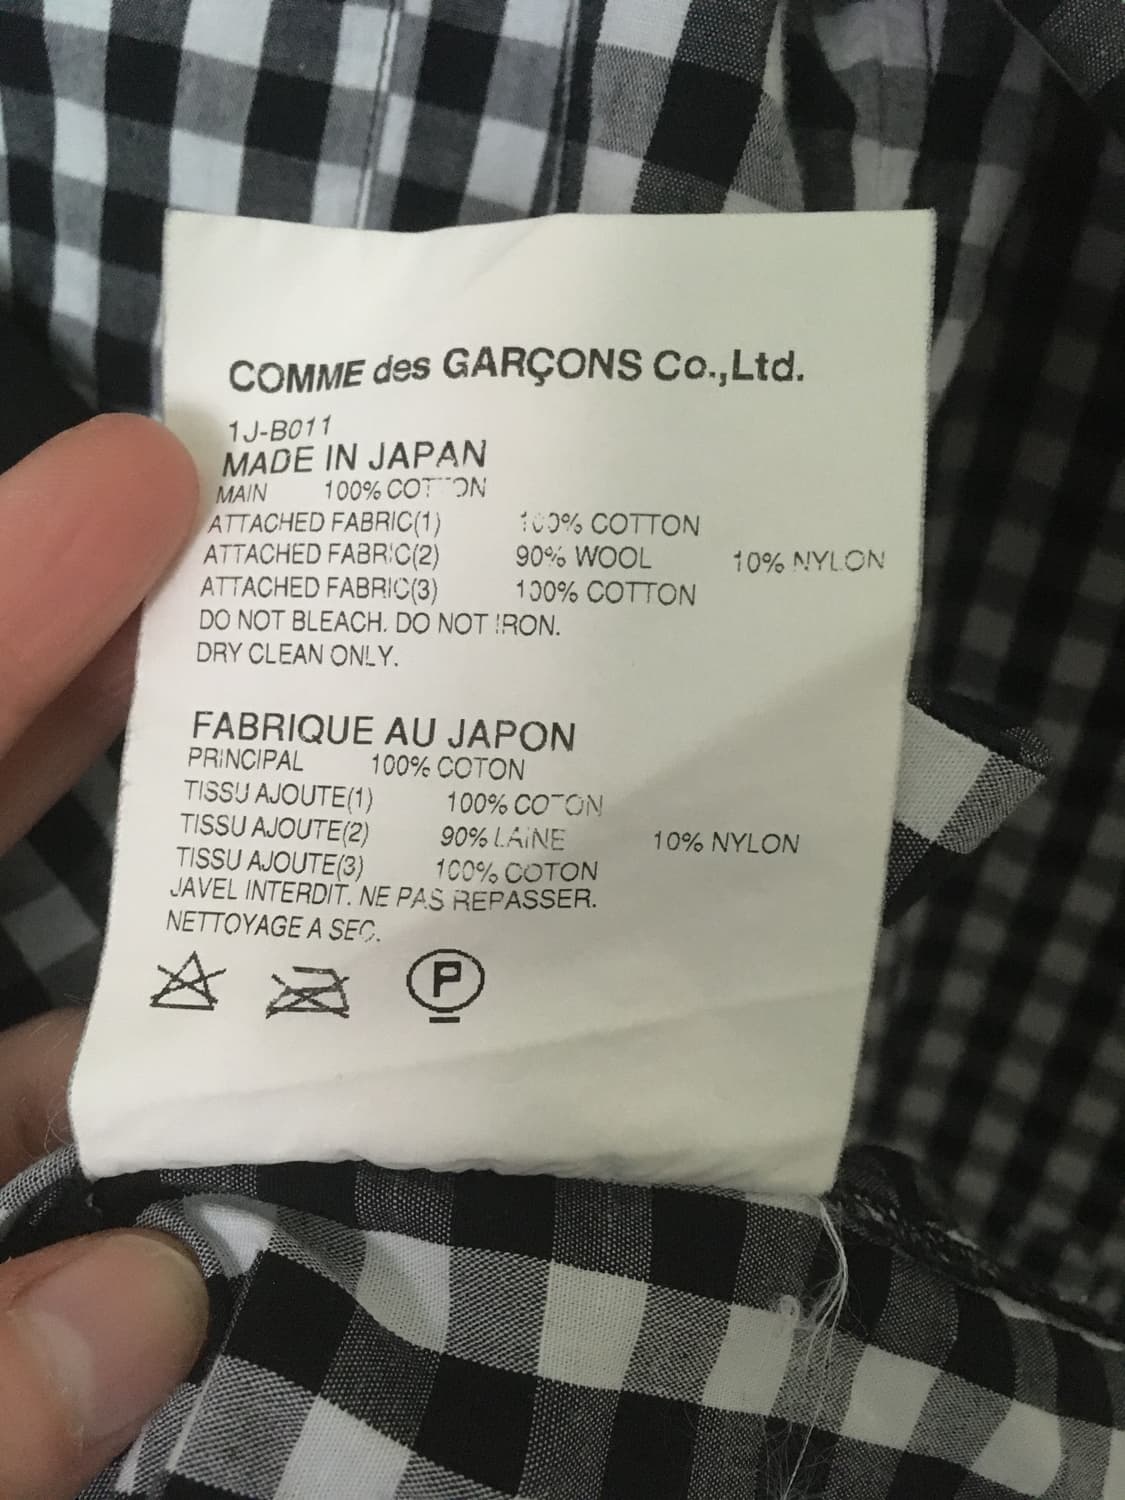 COMME des GARÇONS Co.,Ltd.
1J-B011
MADE IN JAPAN
MAIN 100% COTTON
ATTACHED FABRIC(1) 100% COTTON
ATTACHED FABRIC(2) 90% WOOL 10% NYLON
ATTACHED FABRIC(3) 100% COTTON
DO NOT BLEACH. DO NOT IRON.
DRY CLEAN ONLY.
FABRIQUE AU JAPON
PRINCIPAL 100% COTON
TISSU AJOUTE(1) 100% COTON
TISSU AJOUTE(2) 90% LAINE 10% NYLON
TISSU AJOUTE(3) 100% COTON
JAVEL INTERDIT. NE PAS REPASSER.
NETTOYAGE A SEC.
P